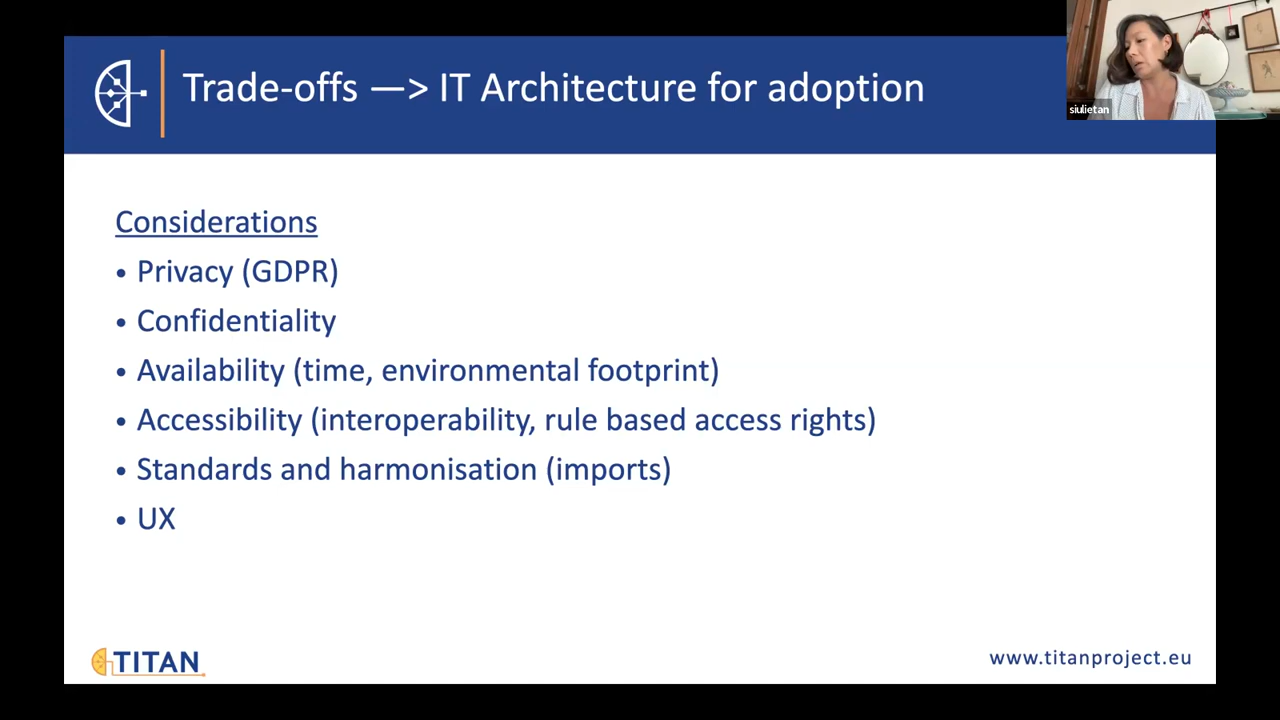 Trade-offs —> IT Architecture for adoption
siulietan
Considerations
• Privacy (GDPR)
• Confidentiality
• Availability (time, environmental footprint)
• Accessibility (interoperability, rule based access rights)
• Standards and harmonisation (imports)
• UX
TITAN
www.titanproject.eu